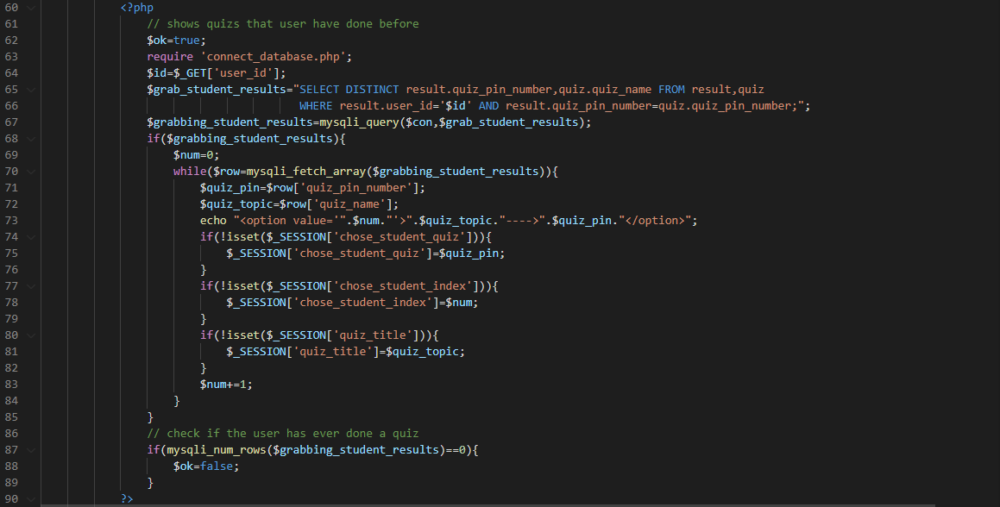 60 <?php
61 // shows quizs that user have done before
62 $ok=true;
63 require 'connect_database.php';
64 $id=$_GET['user_id'];
65 $grab_student_results="SELECT DISTINCT result.quiz_pin_number,quiz.quiz_name FROM result,quiz
66 WHERE result.user_id='$id' AND result.quiz_pin_number=quiz.quiz_pin_number;";
67 $grabbing_student_results=mysqli_query($con,$grab_student_results);
68 if($grabbing_student_results){
69 $num=0;
70 while($row=mysqli_fetch_array($grabbing_student_results)){
71 $quiz_pin=$row['quiz_pin_number'];
72 $quiz_topic=$row['quiz_name'];
73 echo "<option value='".$num."'>".$quiz_topic."---->".$quiz_pin."</option>";
74 if(!isset($_SESSION['chose_student_quiz'])){
75 $_SESSION['chose_student_quiz']=$quiz_pin;
76 }
77 if(!isset($_SESSION['chose_student_index'])){
78 $_SESSION['chose_student_index']=$num;
79 }
80 if(!isset($_SESSION['quiz_title'])){
81 $_SESSION['quiz_title']=$quiz_topic;
82 }
83 $num+=1;
84 }
85 }
86 // check if the user has ever done a quiz
87 if(mysqli_num_rows($grabbing_student_results)==0){
88 $ok=false;
89 }
90 ?>